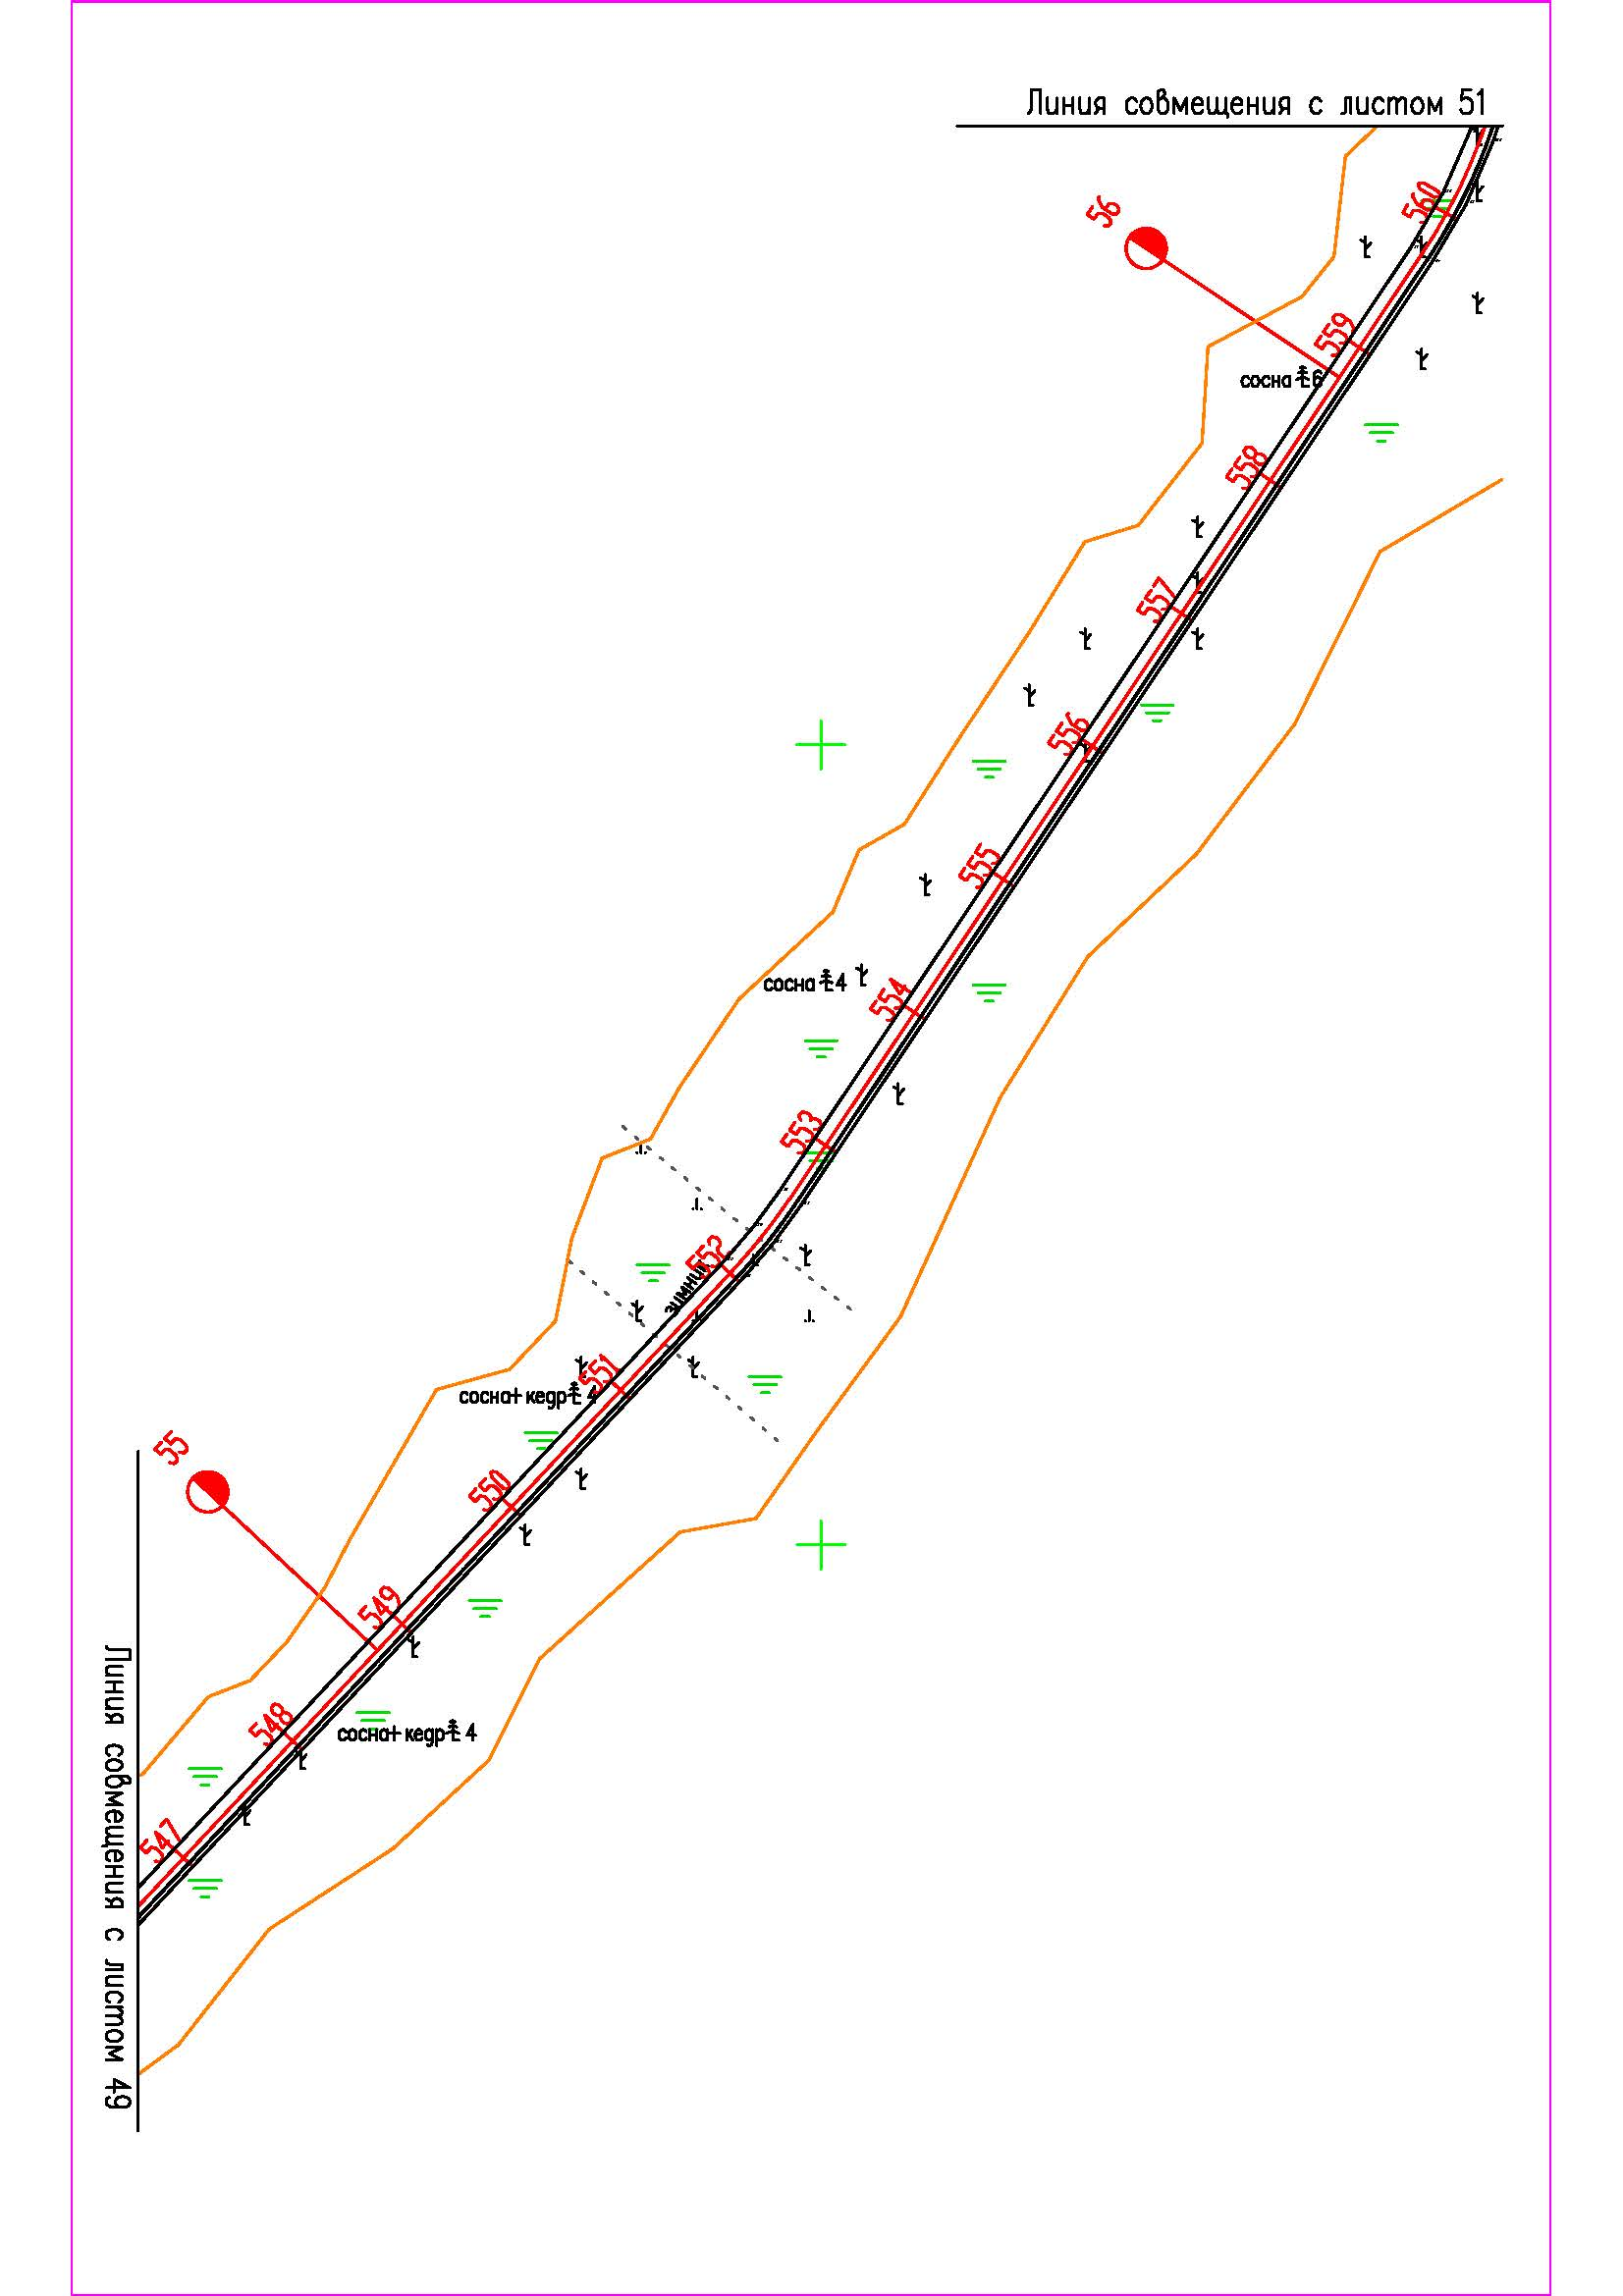 Линия совмещения с листом 51
56
560
559
сосна 6
558
557
556
555
сосна 4
554
553
552
зимник
551
сосна+кедр 4
55
550
549
548
сосна+кедр 4
547
Линия совмещения с листом 49